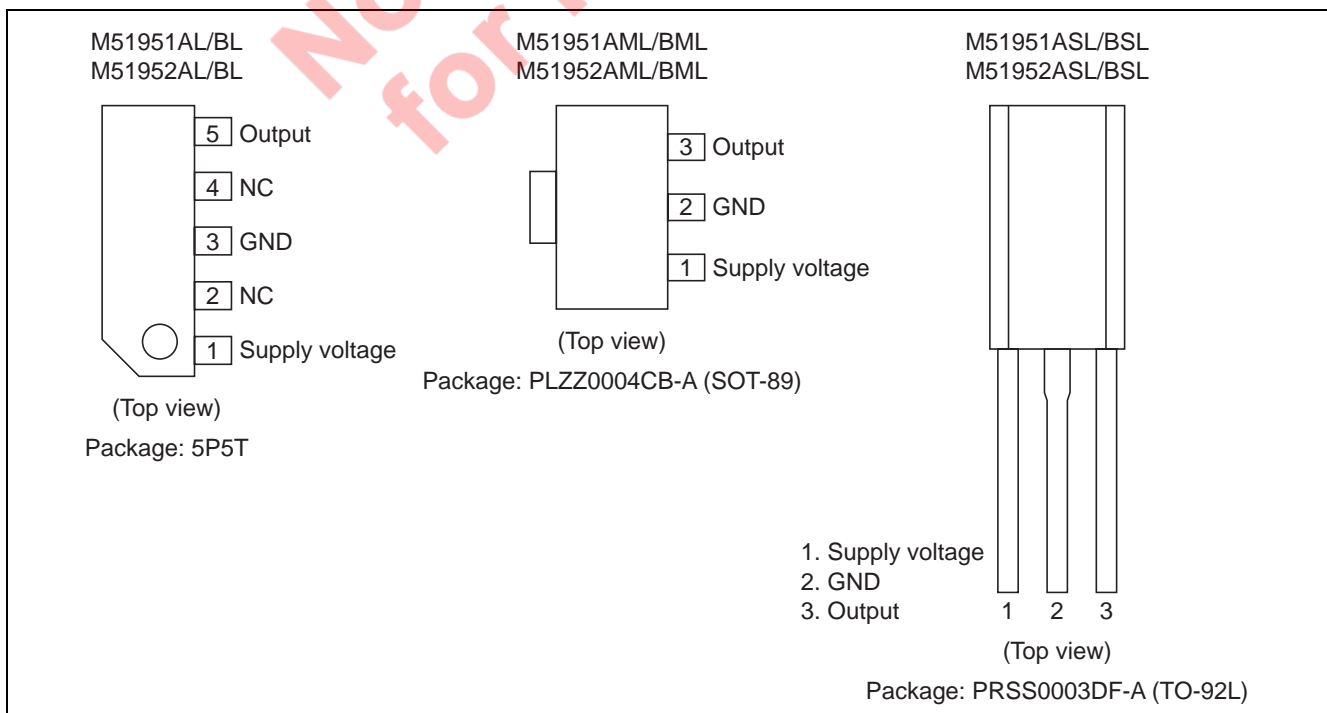 No
for
M51951AL/BL
M51952AL/BL
5 Output
4 NC
3 GND
2 NC
1 Supply voltage
(Top view)
Package: 5P5T
M51951AML/BML
M51952AML/BML
3 Output
2 GND
1 Supply voltage
(Top view)
Package: PLZZ0004CB-A (SOT-89)
M51951ASL/BSL
M51952ASL/BSL
1. Supply voltage
2. GND
3. Output
1 2 3
(Top view)
Package: PRSS0003DF-A (TO-92L)